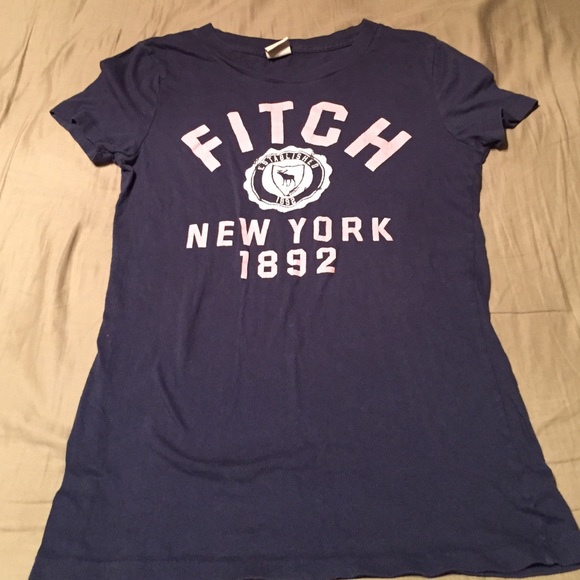 FITCH
ESTABLISHED
1892
NEW YORK
1892